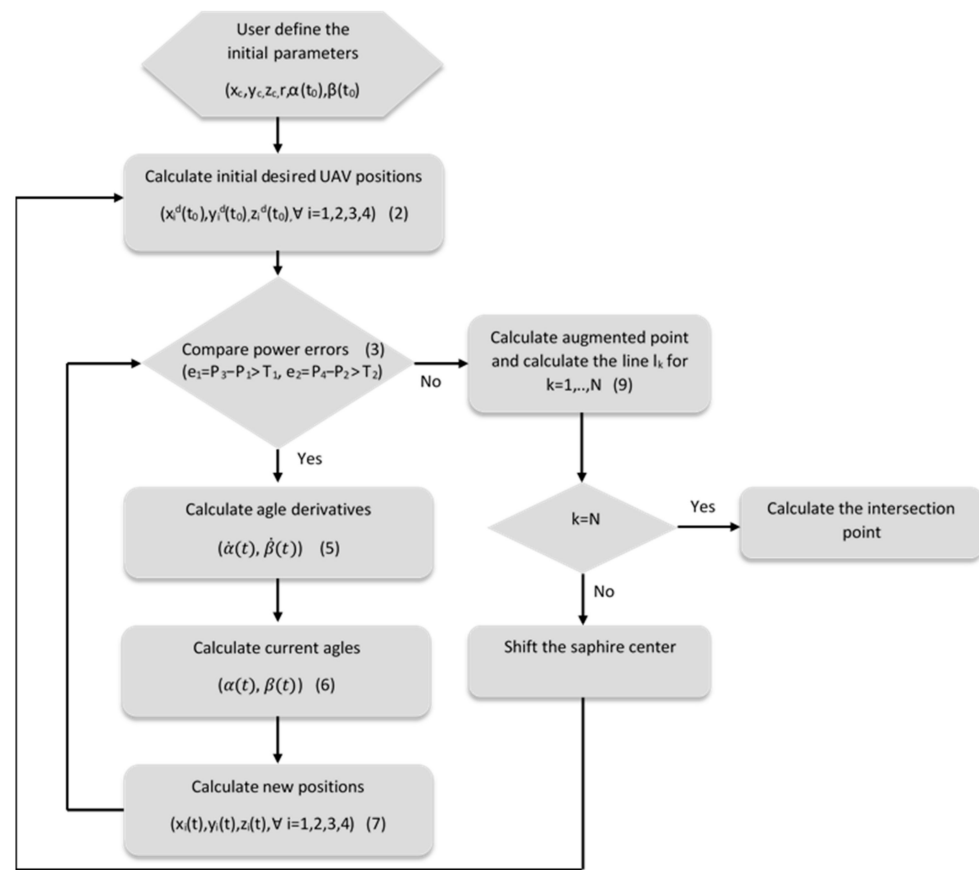 User define the
initial parameters
(x꜀,y꜀,z꜀,r,α(t₀),β(t₀)
Calculate initial desired UAV positions
(xᵢᵈ(t₀),yᵢᵈ(t₀),zᵢᵈ(t₀),∀ i=1,2,3,4) (2)
Compare power errors (3)
(e₁=P₃−P₁>T₁, e₂=P₄−P₂>T₂)
No
Yes
Calculate agle derivatives
(α̇(t), β̇(t)) (5)
Calculate current agles
(α(t), β(t)) (6)
Calculate new positions
(xᵢ(t),yᵢ(t),zᵢ(t),∀ i=1,2,3,4) (7)
Calculate augmented point
and calculate the line lₖ for
k=1,..,N (9)
k=N
Yes
No
Calculate the intersection
point
Shift the saphire center